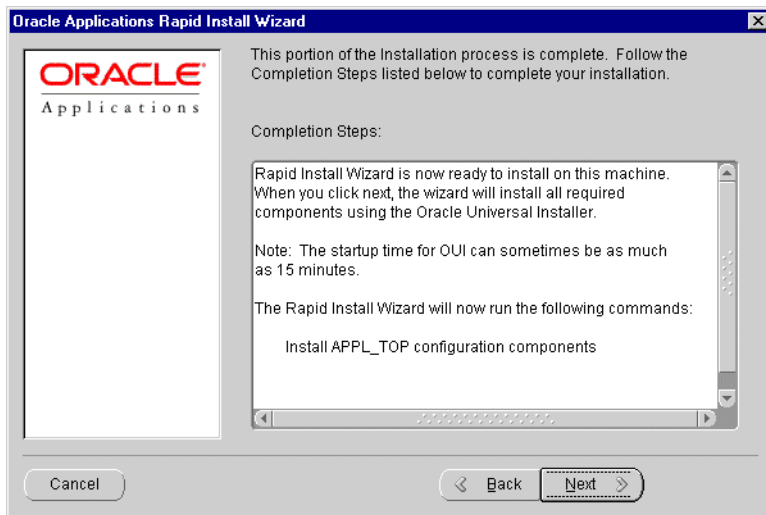 Oracle Applications Rapid Install Wizard
ORACLE
Applications
This portion of the Installation process is complete. Follow the
Completion Steps listed below to complete your installation.
Completion Steps:
Rapid Install Wizard is now ready to install on this machine.
When you click next, the wizard will install all required
components using the Oracle Universal Installer.
Note: The startup time for OUI can sometimes be as much
as 15 minutes.
The Rapid Install Wizard will now run the following commands:
Install APPL_TOP configuration components
Cancel
Back
Next